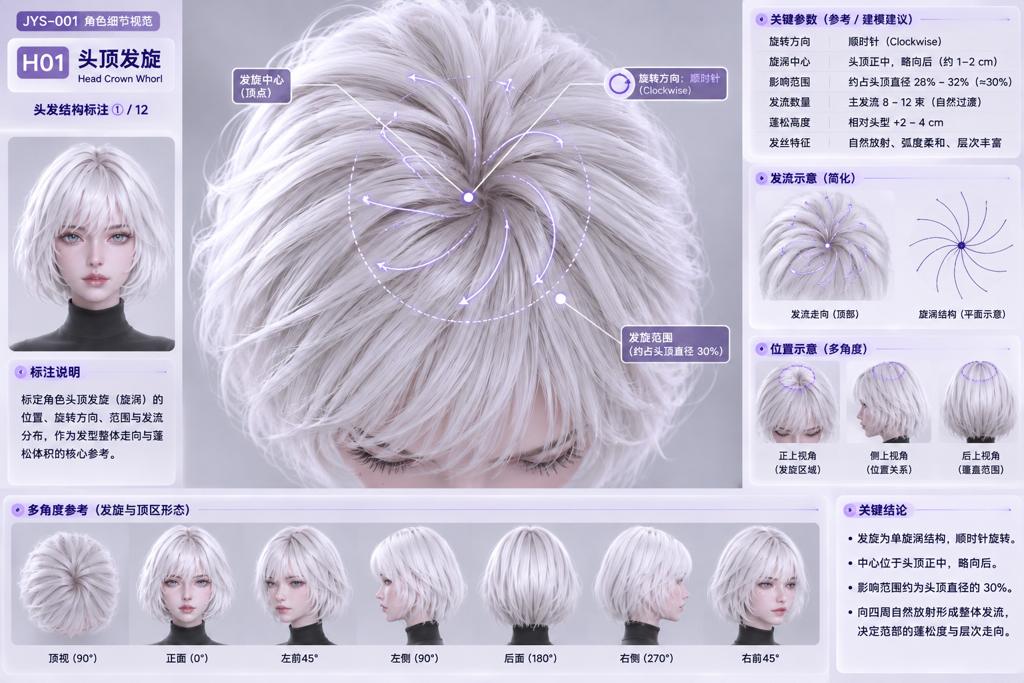 JYS-001 角色细节视范
H01 头顶发旋
Head Crown Whorl
头发结构标注 ① / 12
标注说明
标定角色头顶发旋（旋涡）的
位置、旋转方向、范围与发流
分布，作为发型整体走向与蓬
松体积的核心参考。
发旋中心
（顶点）
旋转方向：顺时针
(Clockwise)
发旋范围
（约占头顶直径 30%）
关键参数（参考 / 建模建议）
旋转方向 顺时针（Clockwise）
旋涡中心 头顶正中，略向后（约 1–2 cm）
影响范围 约占头顶直径 28% – 32%（≈30%）
发流数量 主发流 8 – 12 束（自然过渡）
蓬松高度 相对头型 +2 – 4 cm
发丝特征 自然放射、弧度柔和、层次丰富
发流示意（简化）
发流走向 (顶部)
旋涡结构（平面示意）
位置示意（多角度）
正上视角
（发旋区域）
侧上视角
（位置关系）
后上视角
（覆盖范围）
多角度参考（发旋与顶区形态）
顶视 (90°)
正面 (0°)
左前45°
左侧 (90°)
后面 (180°)
右侧 (270°)
右前45°
关键结论
• 发旋为单旋涡结构，顺时针旋转。
• 中心位于头顶正中，略向后。
• 影响范围约为头顶直径的 30%。
• 向四周自然放射形成整体发流，
决定范部的蓬松度与层次走向。